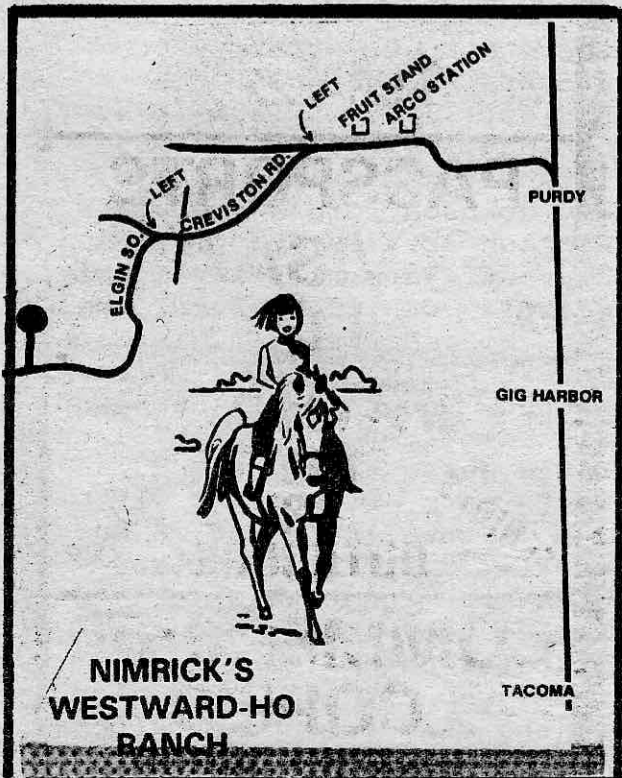 LEFT
FRUIT STAND
ARCO STATION
LEFT
CREVISTON RD.
PURDY
ELGIN SO.
GIG HARBOR
TACOMA
NIMRICK'S
WESTWARD-HO
RANCH